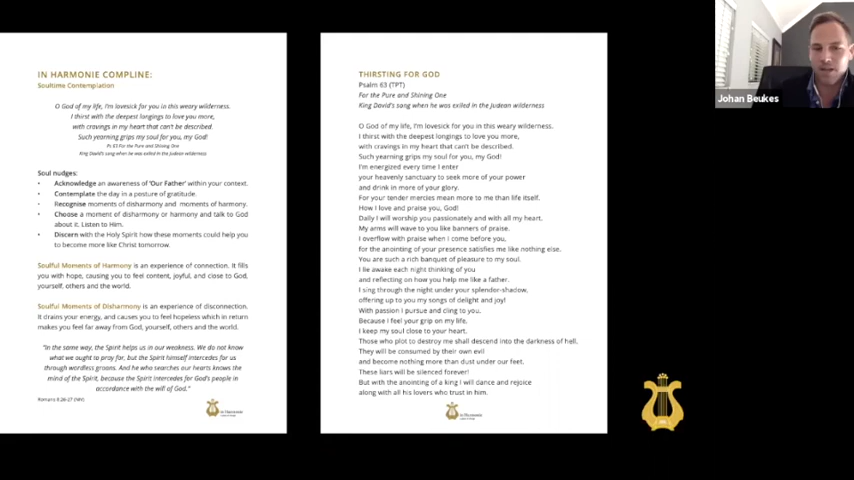 IN HARMONIE COMPLINE:
Soultime Contemplation
O God of my life, I'm lovesick for you in this weary wilderness.
I thirst with the deepest longings to love you more,
with cravings in my heart that can't be described.
Such yearning grips my soul for you, my God!
Ps 63 For the Pure and Shining One
King David's song when he was exiled in the Judean wilderness
Soul nudges:
• Acknowledge an awareness of 'Our Father' within your context.
• Contemplate the day in a posture of gratitude.
• Recognise moments of disharmony and moments of harmony.
• Choose a moment of disharmony or harmony and talk to God
about it. Listen to Him.
• Discern with the Holy Spirit how these moments could help you
to become more like Christ tomorrow.
Soulful Moments of Harmony is an experience of connection. It fills
you with hope, causing you to feel content, joyful, and close to God,
yourself, others and the world.
Soulful Moments of Disharmony is an experience of disconnection.
It drains your energy, and causes you to feel hopeless which in return
makes you feel far away from God, yourself, others and the world.
"In the same way, the Spirit helps us in our weakness. We do not know
what we ought to pray for, but the Spirit himself intercedes for us
through wordless groans. And he who searches our hearts knows the
mind of the Spirit, because the Spirit intercedes for God's people in
accordance with the will of God."
Romans 8:26-27 (NIV)
In Harmonie
THIRSTING FOR GOD
Psalm 63 (TPT)
For the Pure and Shining One
King David's song when he was exiled in the Judean wilderness
O God of my life, I'm lovesick for you in this weary wilderness.
I thirst with the deepest longings to love you more,
with cravings in my heart that can't be described.
Such yearning grips my soul for you, my God!
I'm energized every time I enter
your heavenly sanctuary to seek more of your power
and drink in more of your glory.
For your tender mercies mean more to me than life itself.
How I love and praise you, God!
Daily I will worship you passionately and with all my heart.
My arms will wave to you like banners of praise.
I overflow with praise when I come before you,
for the anointing of your presence satisfies me like nothing else.
You are such a rich banquet of pleasure to my soul.
I lie awake each night thinking of you
and reflecting on how you help me like a father.
I sing through the night under your splendor-shadow,
offering up to you my songs of delight and joy!
With passion I pursue and cling to you.
Because I feel your grip on my life,
I keep my soul close to your heart.
Those who plot to destroy me shall descend into the darkness of hell.
They will be consumed by their own evil
and become nothing more than dust under our feet.
These liars will be silenced forever!
But with the anointing of a king I will dance and rejoice
along with all his lovers who trust in him.
In Harmonie
Johan Beukes